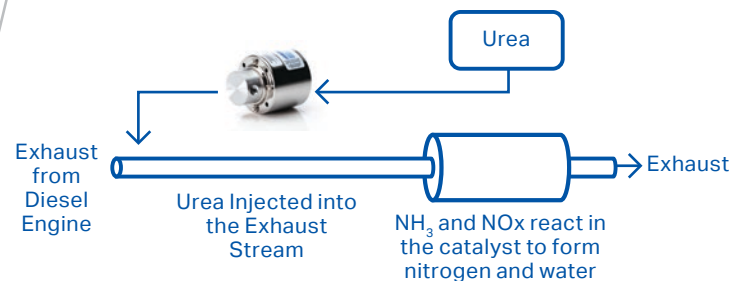 Urea
Exhaust
from
Diesel
Engine
Urea Injected into
the Exhaust
Stream
NH₃ and NOx react in
the catalyst to form
nitrogen and water
Exhaust